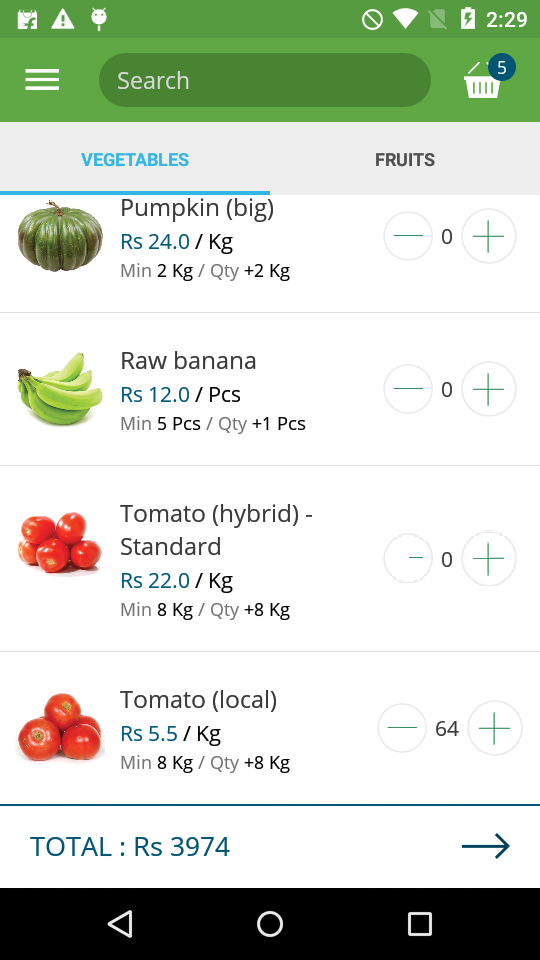 2:29
Search
5
VEGETABLES
FRUITS
Pumpkin (big)
Rs 24.0 / Kg
0
Min 2 Kg / Qty +2 Kg
Raw banana
Rs 12.0 / Pcs
0
Min 5 Pcs / Qty +1 Pcs
Tomato (hybrid) -
Standard
0
Rs 22.0 / Kg
Min 8 Kg / Qty +8 Kg
Tomato (local)
Rs 5.5 / Kg
64
Min 8 Kg / Qty +8 Kg
TOTAL : Rs 3974